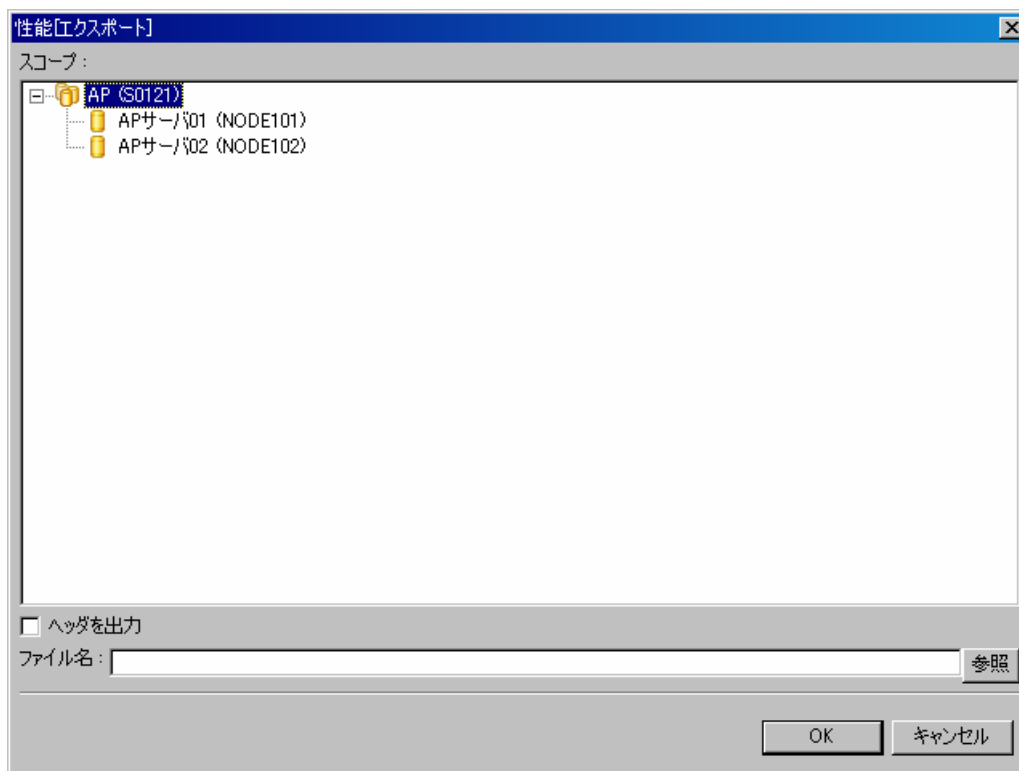 性能[エクスポート]
スコープ：
AP (S0121)
APサーバ01 (NODE101)
APサーバ02 (NODE102)
ヘッダを出力
ファイル名：
参照
OK
キャンセル